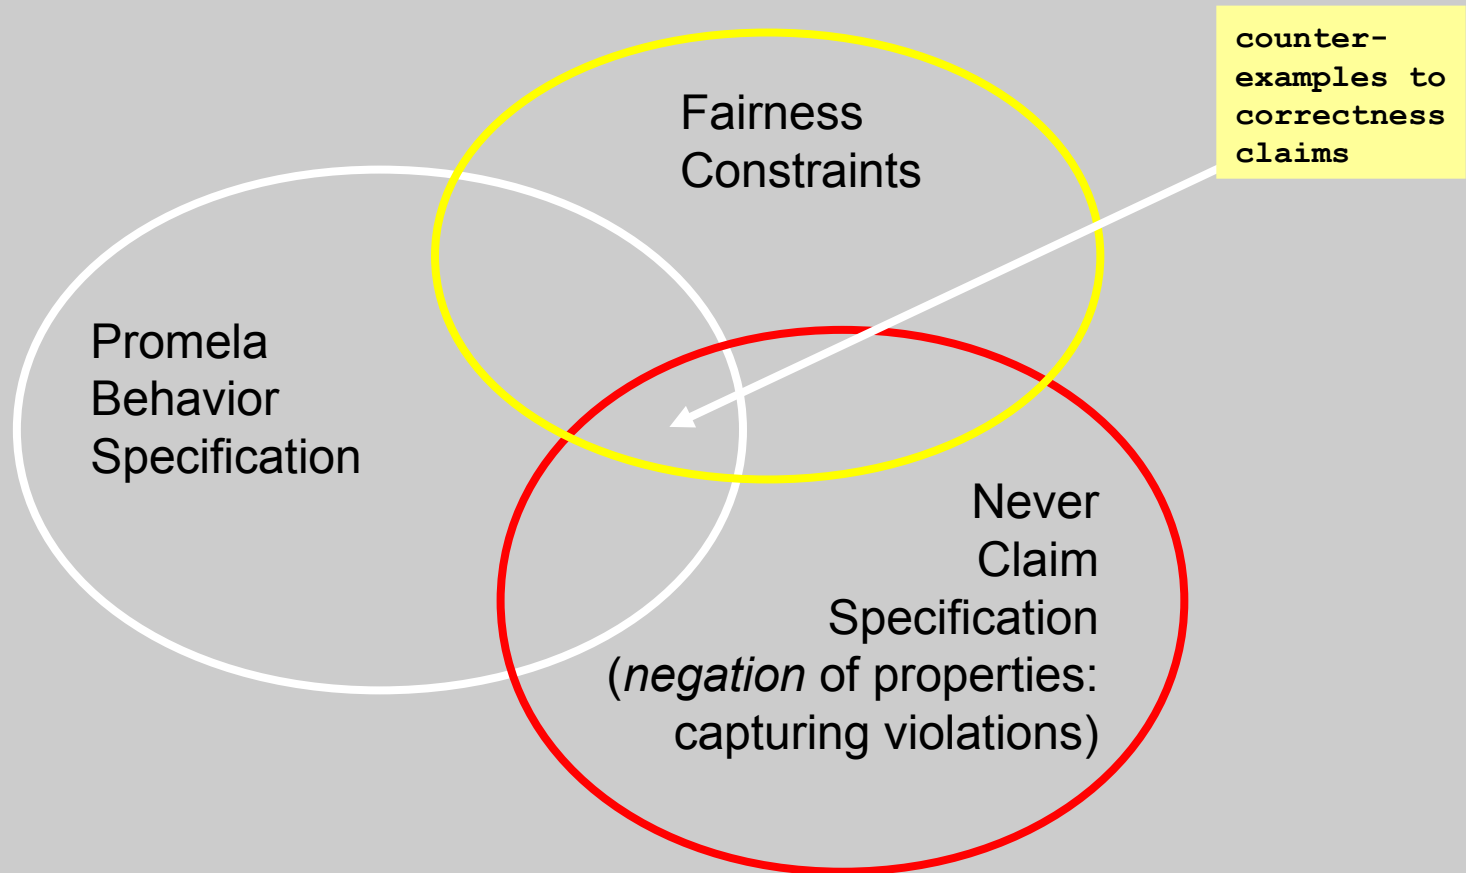 counter-
examples to
correctness
claims
Fairness
Constraints
Promela
Behavior
Specification
Never
Claim
Specification
(negation of properties:
capturing violations)